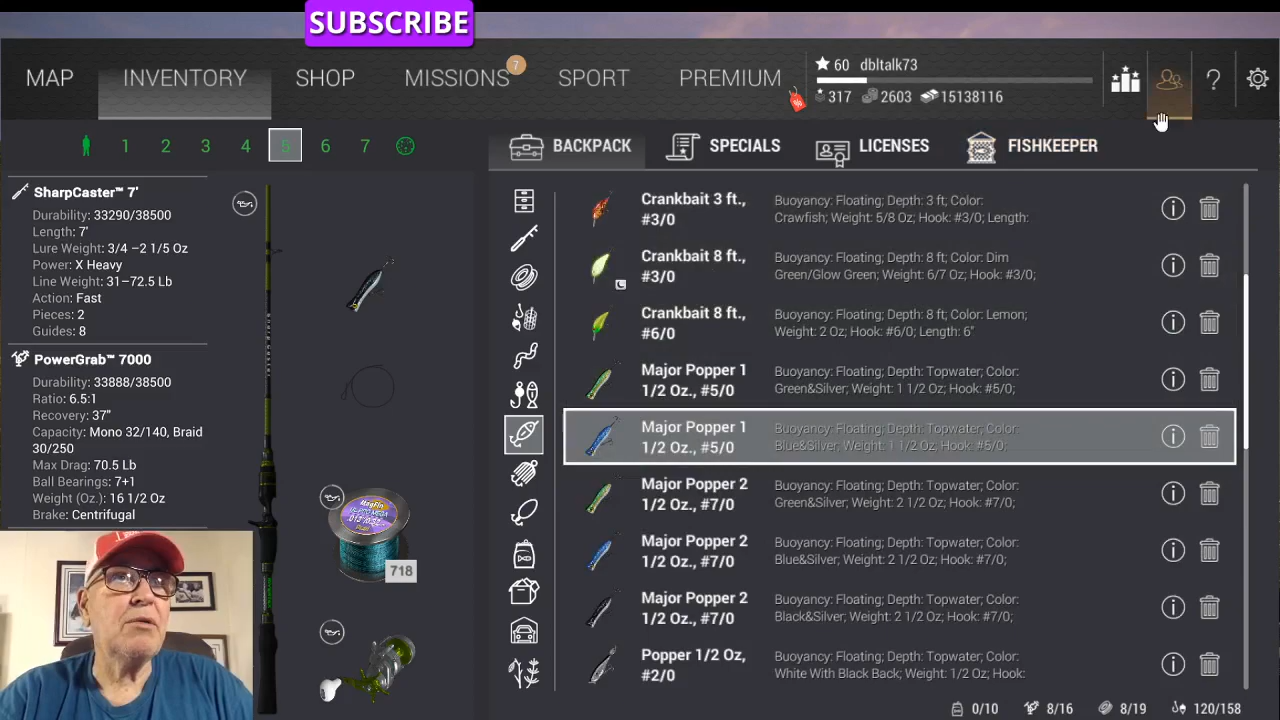 SUBSCRIBE
MAP
INVENTORY
SHOP
MISSIONS
7
SPORT
PREMIUM
%
60 dbltalk73
317
2603
15138116
?
1
2
3
4
5
6
7
BACKPACK
SPECIALS
LICENSES
FISHKEEPER
SharpCaster™ 7'
Durability: 33290/38500
Length: 7'
Lure Weight: 3/4 –2 1/5 Oz
Power: X Heavy
Line Weight: 31–72.5 Lb
Action: Fast
Pieces: 2
Guides: 8
PowerGrab™ 7000
Durability: 33888/38500
Ratio: 6.5:1
Recovery: 37"
Capacity: Mono 32/140, Braid
30/250
Max Drag: 70.5 Lb
Ball Bearings: 7+1
Weight (Oz.): 16 1/2 Oz
Brake: Centrifugal
718
Crankbait 3 ft.,
#3/0
Buoyancy: Floating; Depth: 3 ft; Color:
Crawfish; Weight: 5/8 Oz; Hook: #3/0; Length:
Crankbait 8 ft.,
#3/0
Buoyancy: Floating; Depth: 8 ft; Color: Dim
Green/Glow Green; Weight: 6/7 Oz; Hook: #3/0;
Crankbait 8 ft.,
#6/0
Buoyancy: Floating; Depth: 8 ft; Color: Lemon;
Weight: 2 Oz; Hook: #6/0; Length: 6"
Major Popper 1
1/2 Oz., #5/0
Buoyancy: Floating; Depth: Topwater; Color:
Green&Silver; Weight: 1 1/2 Oz; Hook: #5/0;
Major Popper 1
1/2 Oz., #5/0
Buoyancy: Floating; Depth: Topwater; Color:
Blue&Silver; Weight: 1 1/2 Oz; Hook: #5/0;
Major Popper 2
1/2 Oz., #7/0
Buoyancy: Floating; Depth: Topwater; Color:
Green&Silver; Weight: 2 1/2 Oz; Hook: #7/0;
Major Popper 2
1/2 Oz., #7/0
Buoyancy: Floating; Depth: Topwater; Color:
Blue&Silver; Weight: 2 1/2 Oz; Hook: #7/0;
Major Popper 2
1/2 Oz., #7/0
Buoyancy: Floating; Depth: Topwater; Color:
Black&Silver; Weight: 2 1/2 Oz; Hook: #7/0;
Popper 1/2 Oz,
#2/0
Buoyancy: Floating; Depth: Topwater; Color:
White With Black Back; Weight: 1/2 Oz; Hook:
0/10
8/16
8/19
120/158